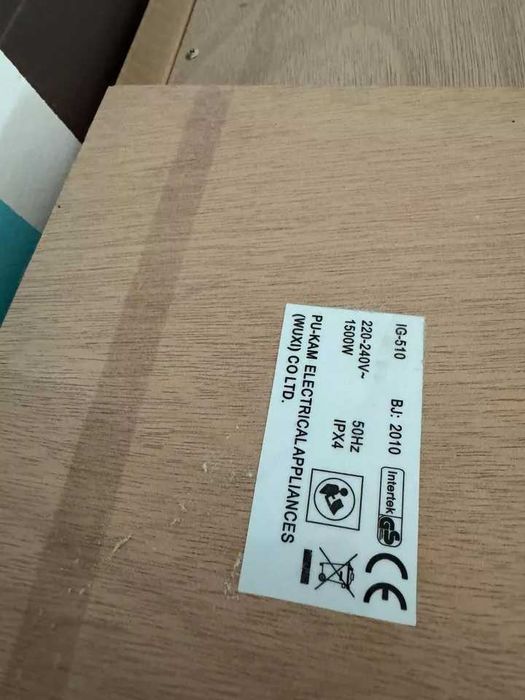 IG-510 BJ: 2010 Intertek GS CE
220-240V~ 50Hz
1500W IPX4
PU-KAM ELECTRICAL APPLIANCES
(WUXI) CO LTD.